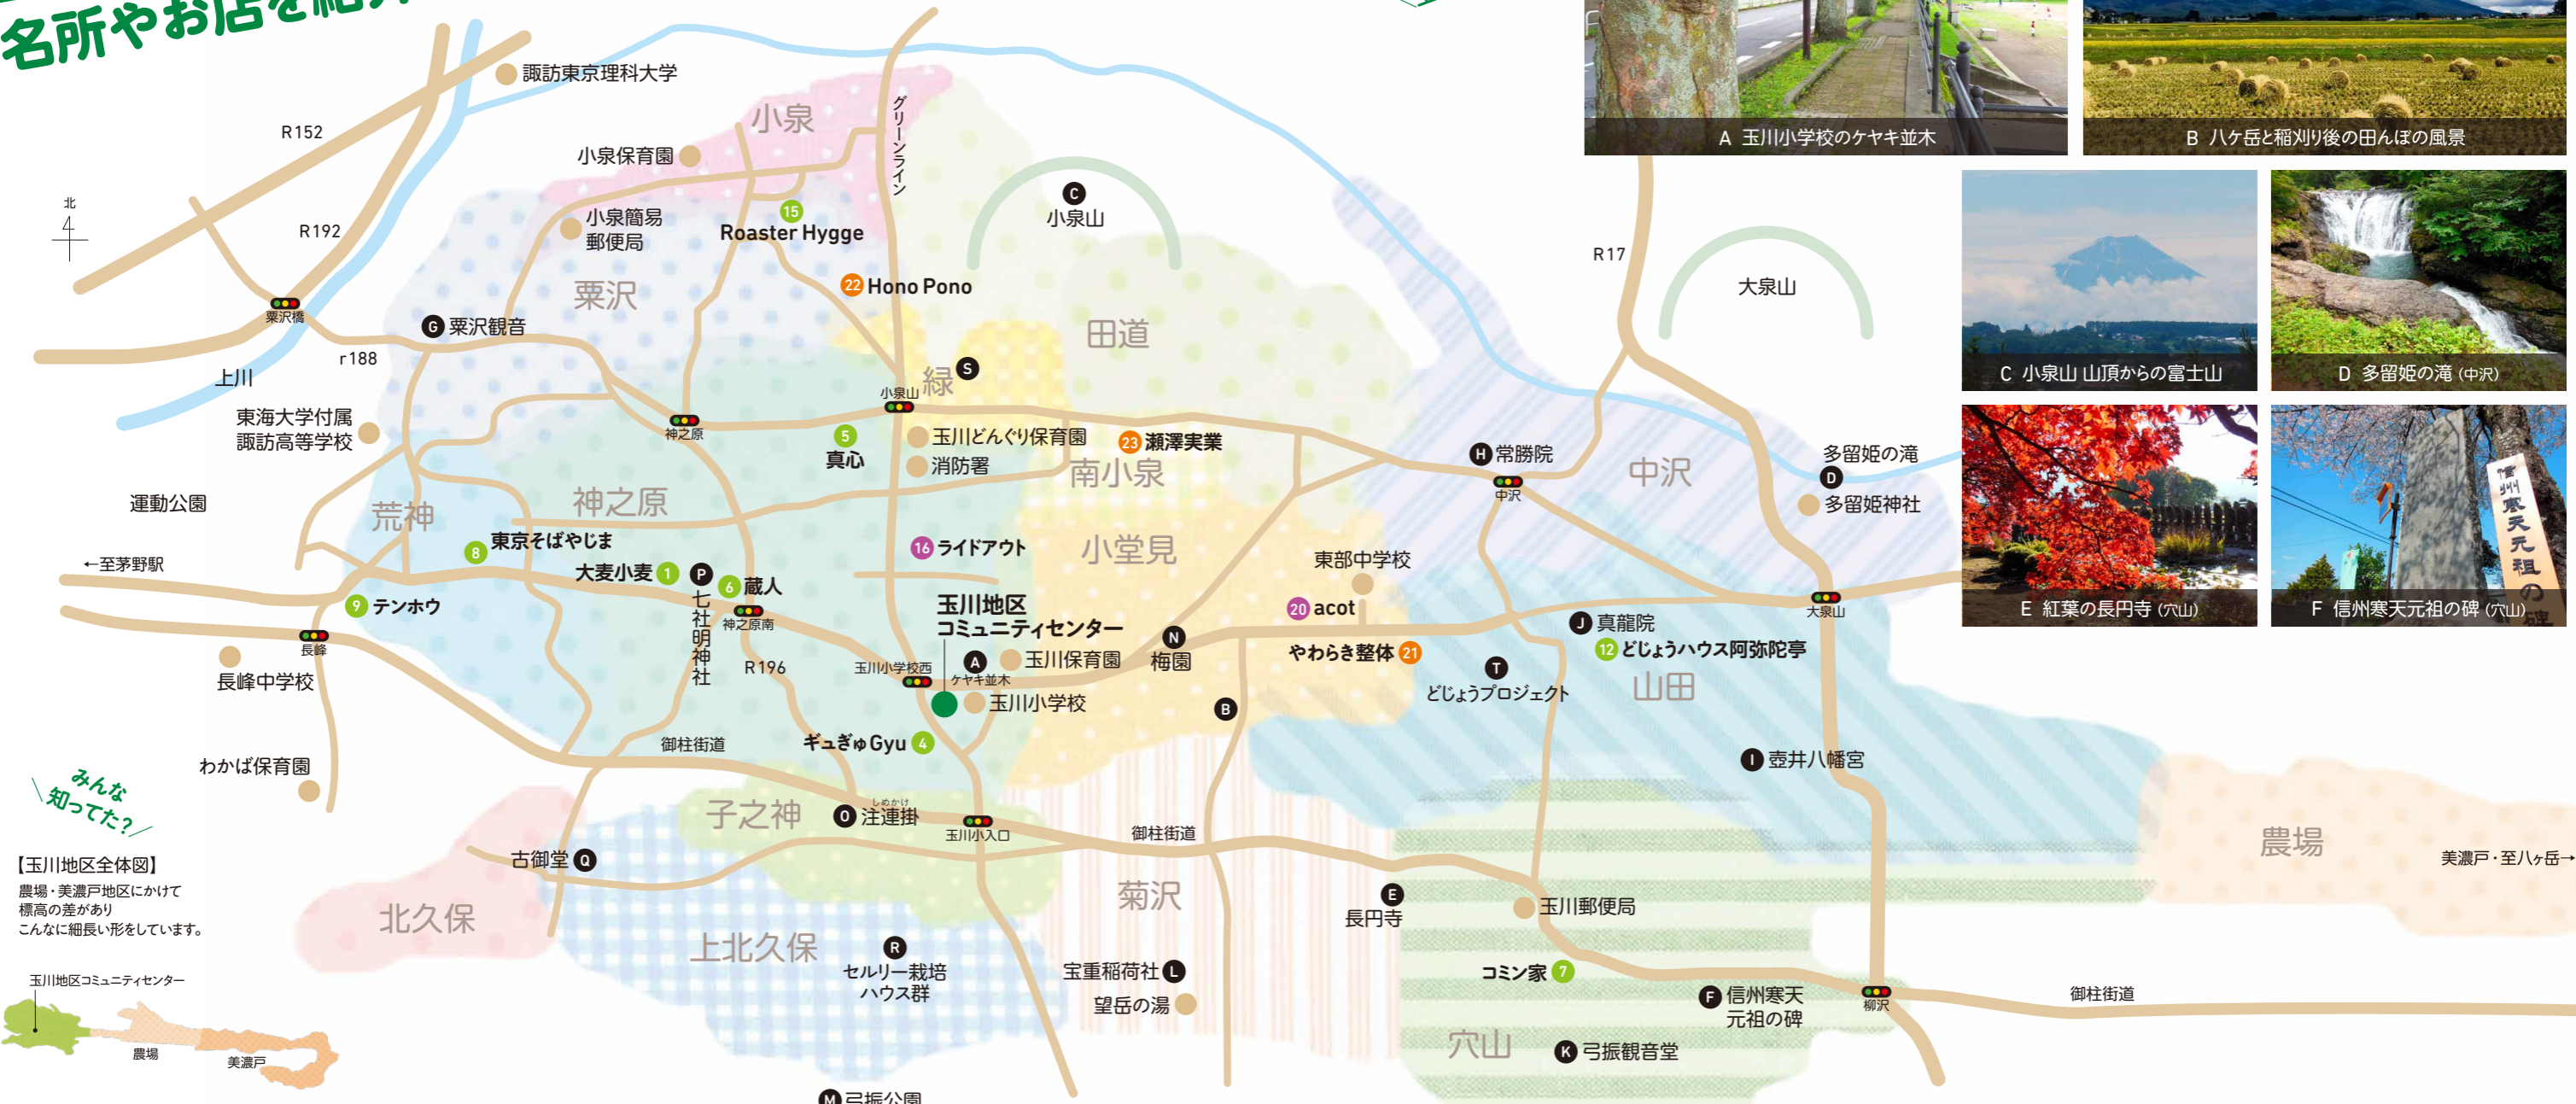 名所やお店を紹介
諏訪東京理科大学
R152
小泉
グリーンライン
小泉保育園
北
R192
小泉簡易
郵便局
15
Roaster Hygge
C
小泉山
R17
大泉山
粟沢
22 Hono Pono
粟沢橋
G 粟沢観音
田道
r188
上川
緑 S
小泉山
東海大学付属
諏訪高等学校
神之原
5
真心
玉川どんぐり保育園
消防署
23 瀬澤実業
南小泉
H 常勝院
中沢
中沢
多留姫の滝
D
多留姫神社
運動公園
荒神
神之原
8 東京そばやじま
←至茅野駅
大麦小麦 1
P
七社明神社
6 蔵人
神之原南
16 ライドアウト
小堂見
東部中学校
9 テンホウ
長峰
長峰中学校
R196
玉川地区
コミュニティセンター
玉川小学校西
A
ケヤキ並木
玉川保育園
玉川小学校
N
梅園
20 acot
やわらき整体 21
J 真龍院
12 どじょうハウス阿弥陀亭
大泉山
T
どじょうプロジェクト
山田
B
御柱街道
ギュぎゅGyu 4
わかば保育園
I 壺井八幡宮
みんな
知ってた?
子之神
しめかけ
O 注連掛
玉川小入口
御柱街道
農場
美濃戸・至八ヶ岳→
【玉川地区全体図】
農場・美濃戸地区にかけて
標高の差があり
こんなに細長い形をしています。
古御堂 Q
北久保
上北久保
R
セルリー栽培
ハウス群
菊沢
E
長円寺
玉川郵便局
宝重稲荷社 L
望岳の湯
コミン家 7
F 信州寒天
元祖の碑
柳沢
御柱街道
穴山
K 弓振観音堂
玉川地区コミュニティセンター
農場
美濃戸
M 弓振公園
A 玉川小学校のケヤキ並木
B 八ケ岳と稲刈り後の田んぼの風景
C 小泉山 山頂からの富士山
D 多留姫の滝 (中沢)
信州寒天元祖の碑
E 紅葉の長円寺 (穴山)
F 信州寒天元祖の碑 (穴山)